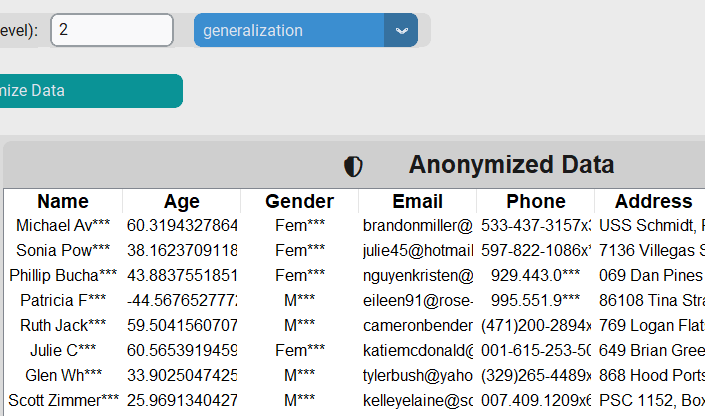 evel): 2 generalization
mize Data
Anonymized Data
Name Age Gender Email Phone Address
Michael Av*** 60.3194327864 Fem*** brandonmiller@ 533-437-3157x3 USS Schmidt, F
Sonia Pow*** 38.1623709118 Fem*** julie45@hotmail 597-822-1086x* 7136 Villegas S
Phillip Bucha*** 43.8837551851 Fem*** nguyenkristen@ 929.443.0*** 069 Dan Pines
Patricia F*** -44.5676527772 M*** eileen91@rose- 995.551.9*** 86108 Tina Stra
Ruth Jack*** 59.5041560707 M*** cameronbender (471)200-2894x 769 Logan Flat
Julie C*** 60.5653919459 Fem*** katiemcdonald@ 001-615-253-50 649 Brian Gree
Glen Wh*** 33.9025047425 M*** tylerbush@yaho (329)265-4489x 868 Hood Ports
Scott Zimmer*** 25.9691340427 M*** kelleyelaine@sc 007.409.1209x6 PSC 1152, Box